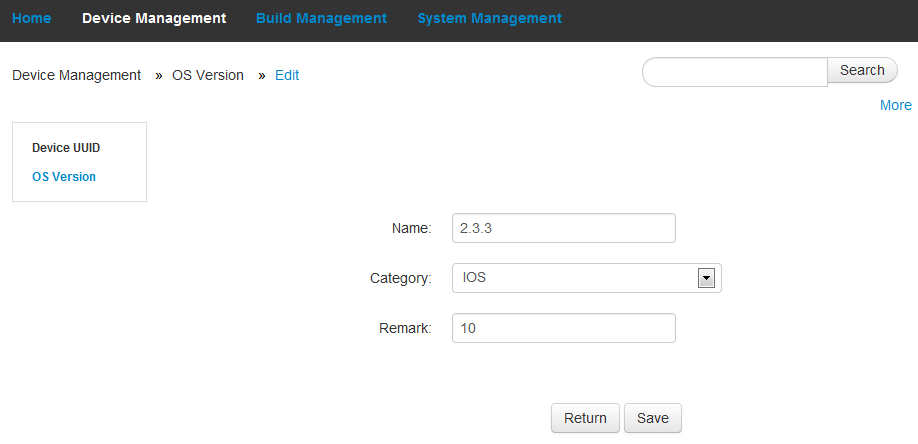 Home Device Management Build Management System Management
Device Management » OS Version » Edit Search
More
Device UUID
OS Version
Name: 2.3.3
Category: IOS
Remark: 10
Return Save